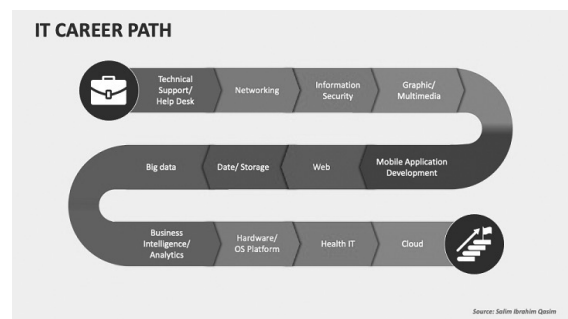 IT CAREER PATH
Technical
Support/
Help Desk
Networking
Information
Security
Graphic/
Multimedia
Mobile Application
Development
Web
Date/ Storage
Big data
Business
Intelligence/
Analytics
Hardware/
OS Platform
Health IT
Cloud
Source: Salim Ibrahim Qasim